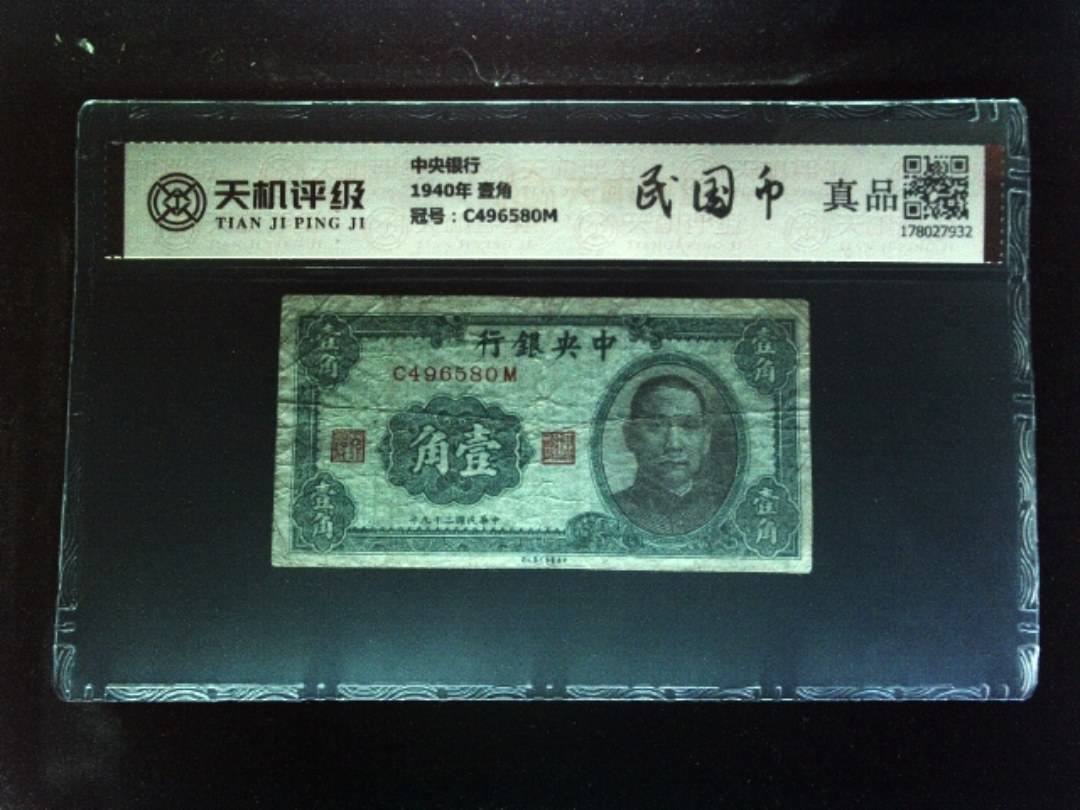 天机评级
TIAN JI PING JI
中央银行
1940年 壹角
冠号：C496580M
民国币
真品
178027932
行銀央中
C496580M
壹角
壹角
角壹
壹角
壹角
年九十二國民華中